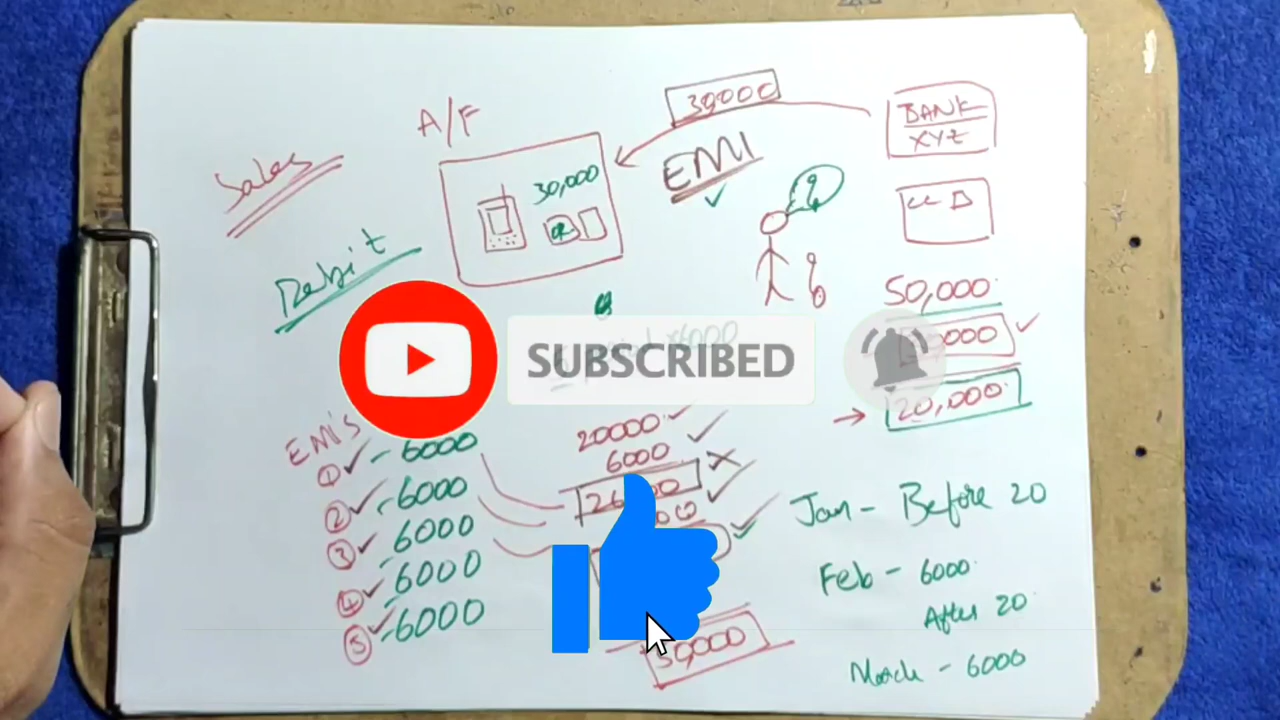 A/F
30000
BANK
XYZ
Sales
30,000
EMI
Debit
50,000
SUBSCRIBED
20,000
EMI'S
① - 6000
② - 6000
③ 6000
④ - 6000
⑤ - 6000
20000
6000
30000
Jan - Before 20
Feb - 6000
After 20
March - 6000